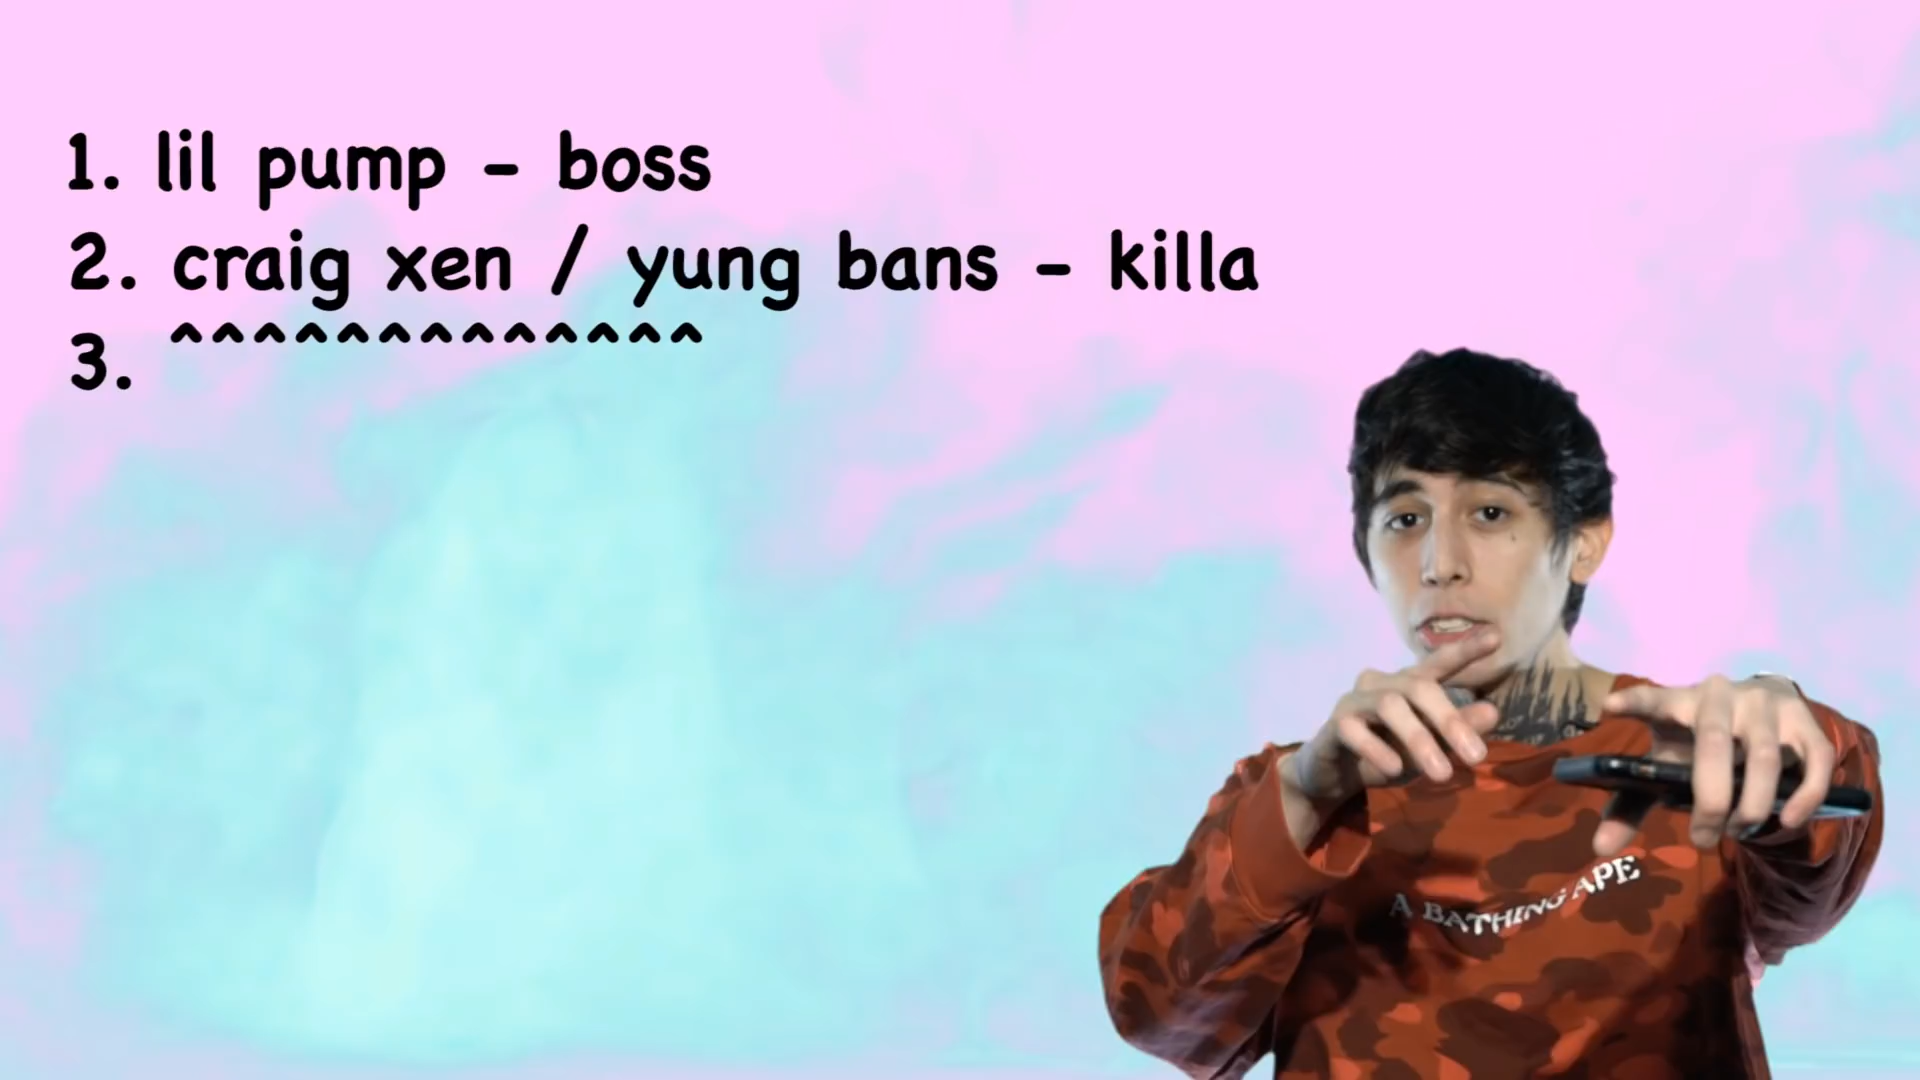 1. lil pump - boss
2. craig xen / yung bans - killa
^^^^^^^^^^^^^
3.
A BATHING APE